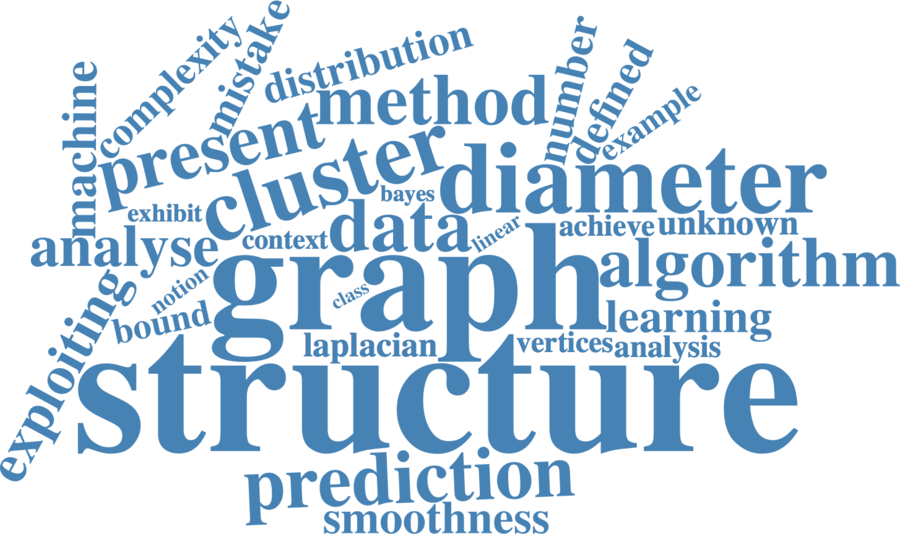 complexity
mistake
distribution
number
defined
example
machine
method
present
cluster
diameter
bayes
exhibit
data
achieve
unknown
linear
context
analyse
graph
algorithm
notion
class
exploiting
bound
learning
laplacian
vertices
analysis
structure
prediction
smoothness